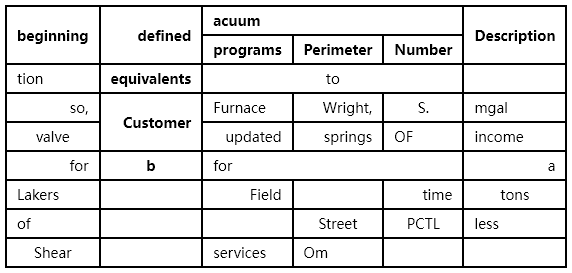 beginning defined acuum Description
programs Perimeter Number
tion equivalents to
so, Customer Furnace Wright, S. mgal
valve updated springs OF income
for b for a
Lakers Field time tons
of Street PCTL less
Shear services Om